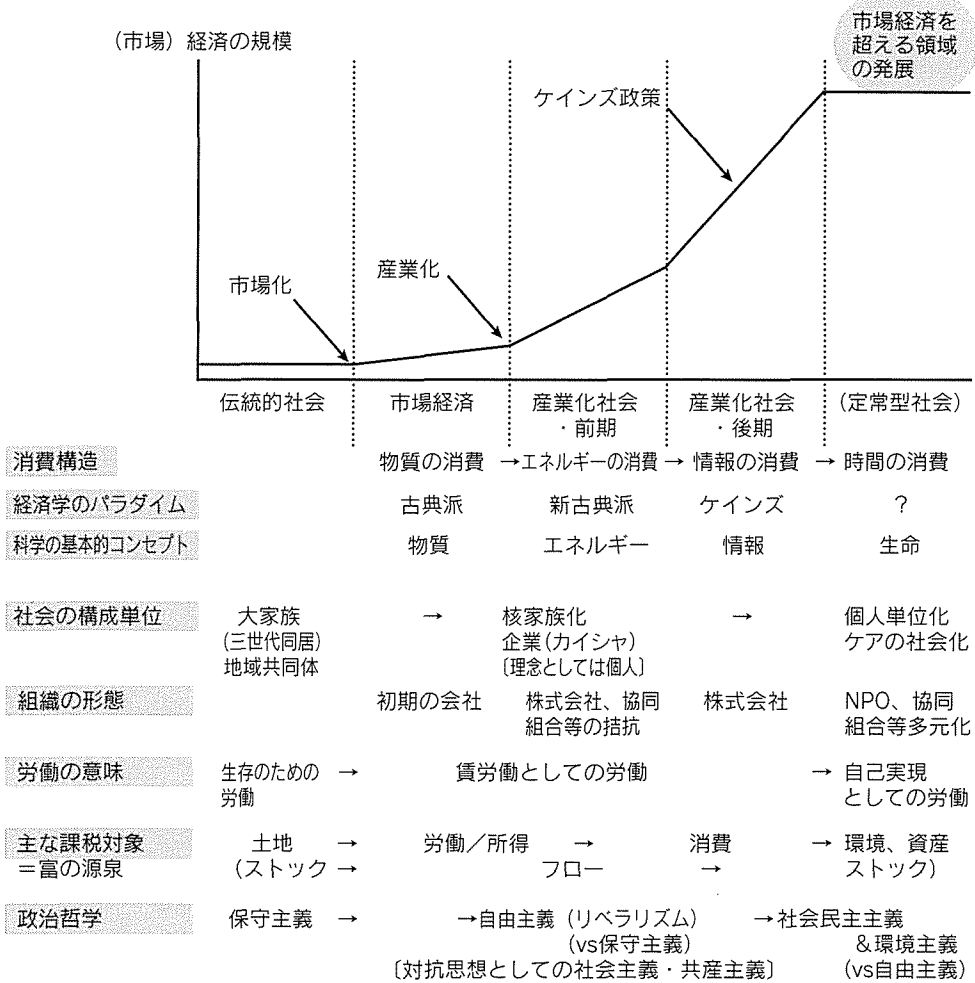 （市場）経済の規模
市場経済を
超える領域
の発展
ケインズ政策
産業化
市場化
伝統的社会 市場経済 産業化社会 産業化社会 （定常型社会）
・前期 ・後期
消費構造 物質の消費 →エネルギーの消費→ 情報の消費 → 時間の消費
経済学のパラダイム 古典派 新古典派 ケインズ ？
科学の基本的コンセプト 物質 エネルギー 情報 生命
社会の構成単位 大家族 → 核家族化 → 個人単位化
（三世代同居） 企業（カイシャ） ケアの社会化
地域共同体 〔理念としては個人〕
組織の形態 初期の会社 株式会社、協同 株式会社 NPO、協同
組合等の拮抗 組合等多元化
労働の意味 生存のための → 賃労働としての労働 → 自己実現
労働 としての労働
主な課税対象 土地 → 労働／所得 → 消費 → 環境、資産
＝富の源泉 （ストック → フロー → ストック）
政治哲学 保守主義 → →自由主義（リベラリズム） →社会民主主義
（vs保守主義） ＆環境主義
〔対抗思想としての社会主義・共産主義〕 （vs自由主義）